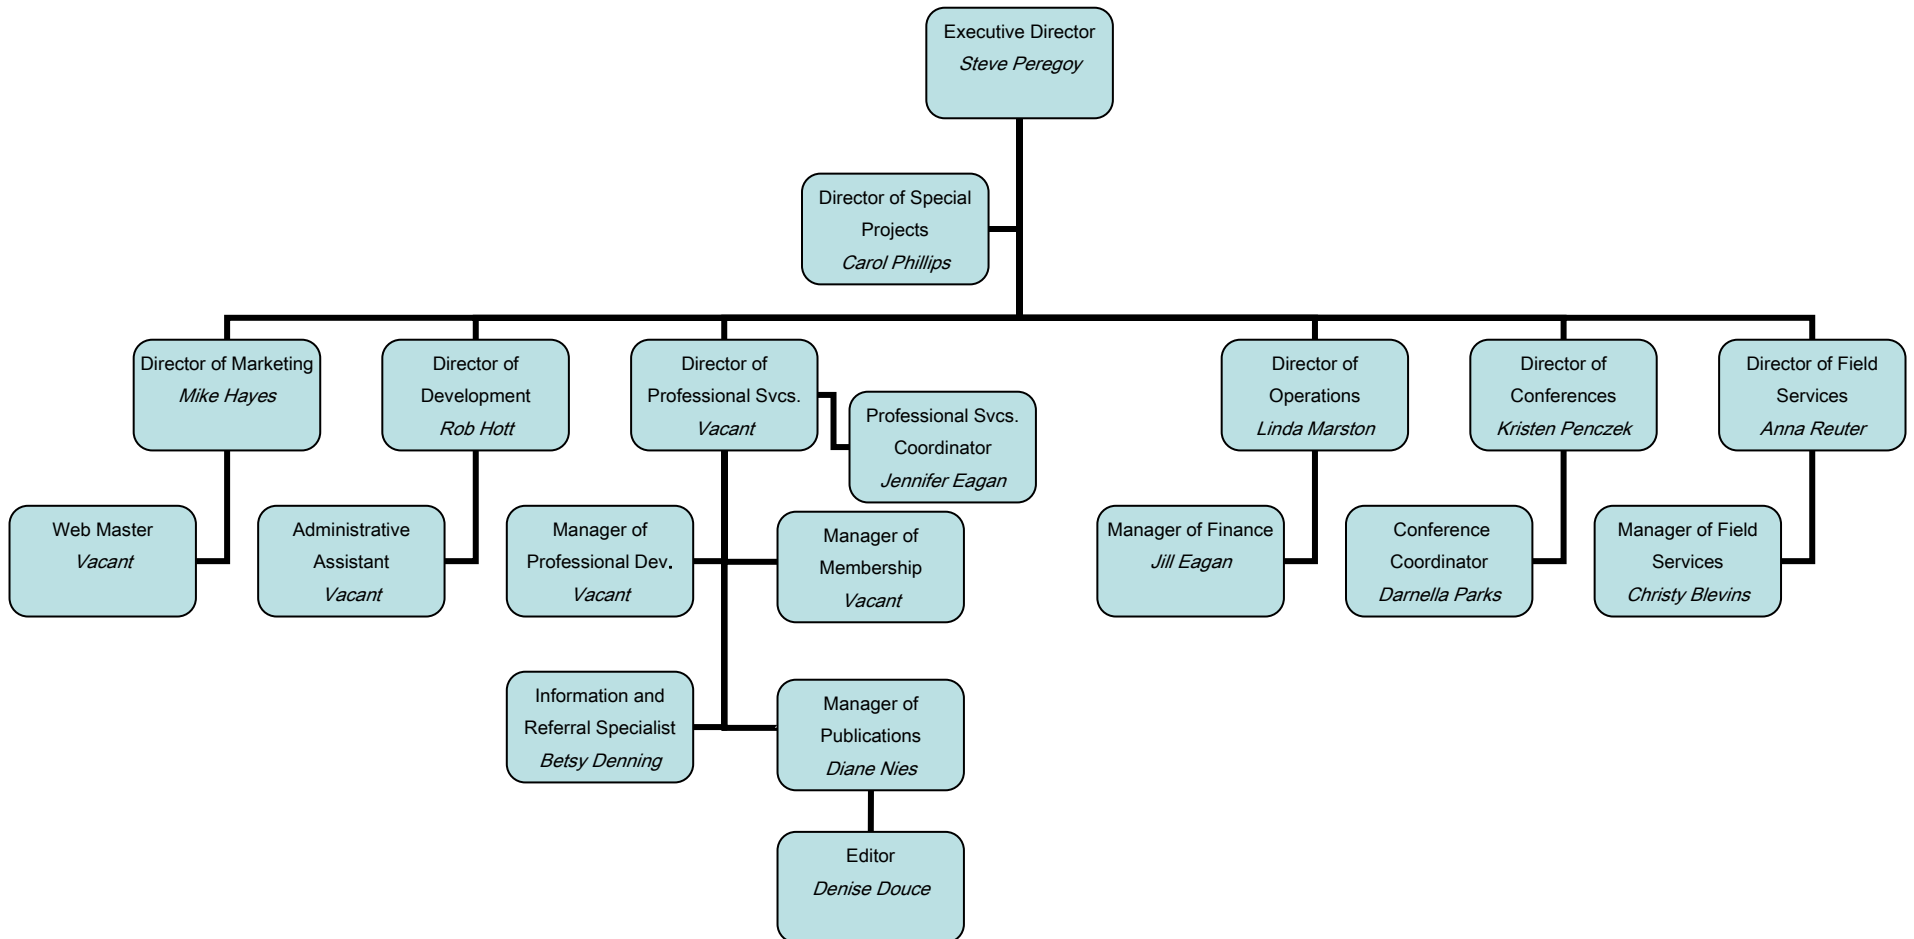 Executive Director
Steve Peregoy
Director of Special
Projects
Carol Phillips
Director of Marketing
Mike Hayes
Director of
Development
Rob Hott
Director of
Professional Svcs.
Vacant
Professional Svcs.
Coordinator
Jennifer Eagan
Director of
Operations
Linda Marston
Director of
Conferences
Kristen Penczek
Director of Field
Services
Anna Reuter
Web Master
Vacant
Administrative
Assistant
Vacant
Manager of
Professional Dev.
Vacant
Manager of
Membership
Vacant
Manager of Finance
Jill Eagan
Conference
Coordinator
Darnella Parks
Manager of Field
Services
Christy Blevins
Information and
Referral Specialist
Betsy Denning
Manager of
Publications
Diane Nies
Editor
Denise Douce